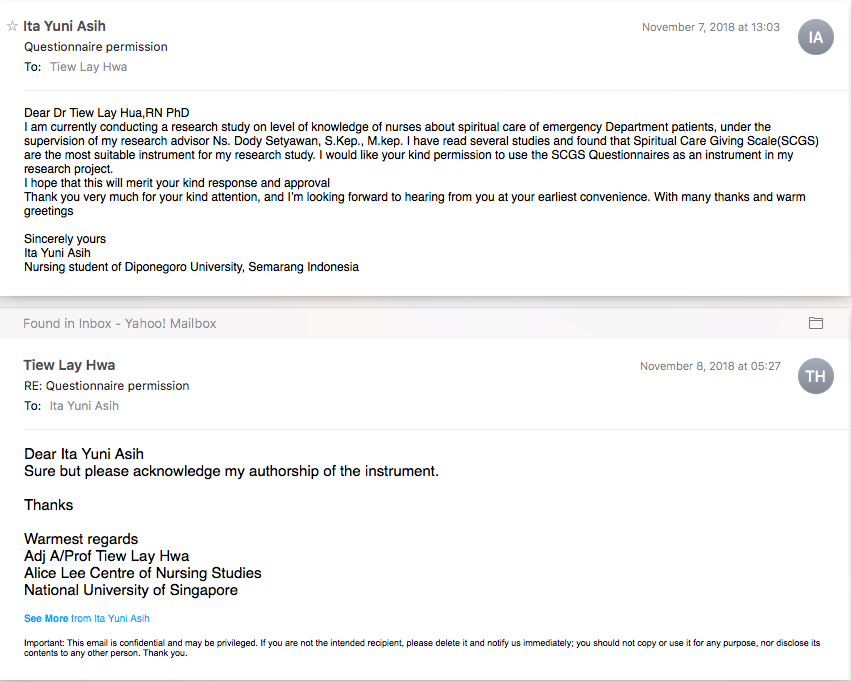 Ita Yuni Asih
November 7, 2018 at 13:03
IA
Questionnaire permission
To: Tiew Lay Hwa
Dear Dr Tiew Lay Hua,RN PhD
I am currently conducting a research study on level of knowledge of nurses about spiritual care of emergency Department patients, under the
supervision of my research advisor Ns. Dody Setyawan, S.Kep., M.kep. I have read several studies and found that Spiritual Care Giving Scale(SCGS)
are the most suitable instrument for my research study. I would like your kind permission to use the SCGS Questionnaires as an instrument in my
research project.
I hope that this will merit your kind response and approval
Thank you very much for your kind attention, and I'm looking forward to hearing from you at your earliest convenience. With many thanks and warm
greetings
Sincerely yours
Ita Yuni Asih
Nursing student of Diponegoro University, Semarang Indonesia
Found in Inbox - Yahoo! Mailbox
Tiew Lay Hwa
November 8, 2018 at 05:27
TH
RE: Questionnaire permission
To: Ita Yuni Asih
Dear Ita Yuni Asih
Sure but please acknowledge my authorship of the instrument.
Thanks
Warmest regards
Adj A/Prof Tiew Lay Hwa
Alice Lee Centre of Nursing Studies
National University of Singapore
See More from Ita Yuni Asih
Important: This email is confidential and may be privileged. If you are not the intended recipient, please delete it and notify us immediately; you should not copy or use it for any purpose, nor disclose its
contents to any other person. Thank you.